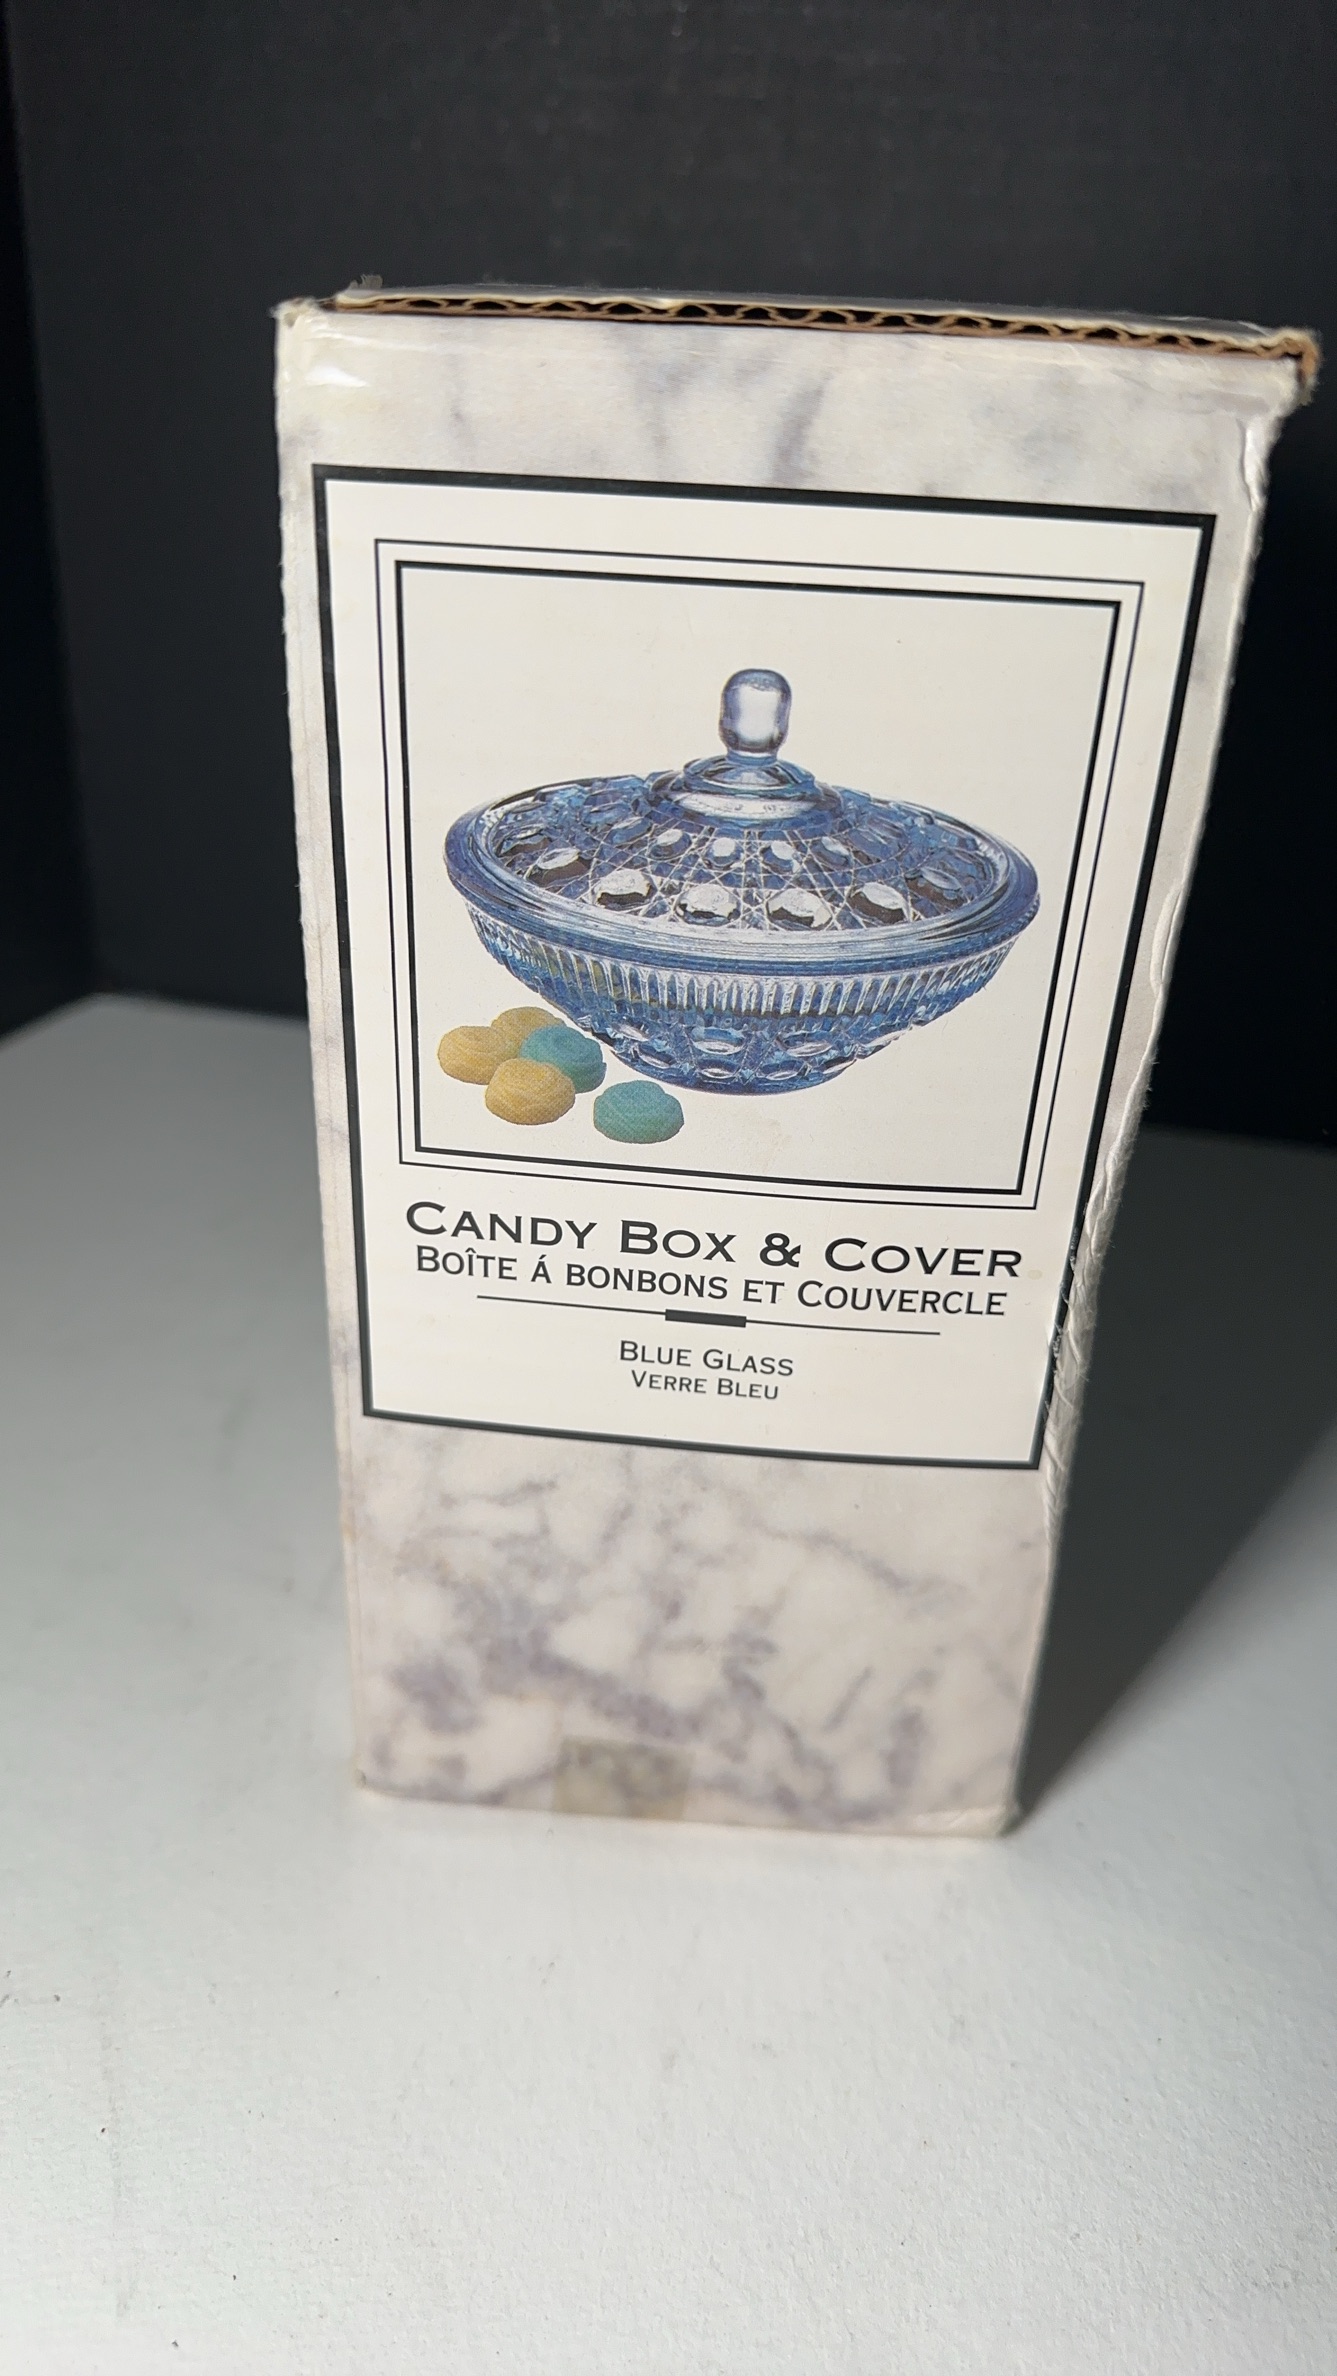 CANDY BOX & COVER
BOÎTE Á BONBONS ET COUVERCLE
BLUE GLASS
VERRE BLEU